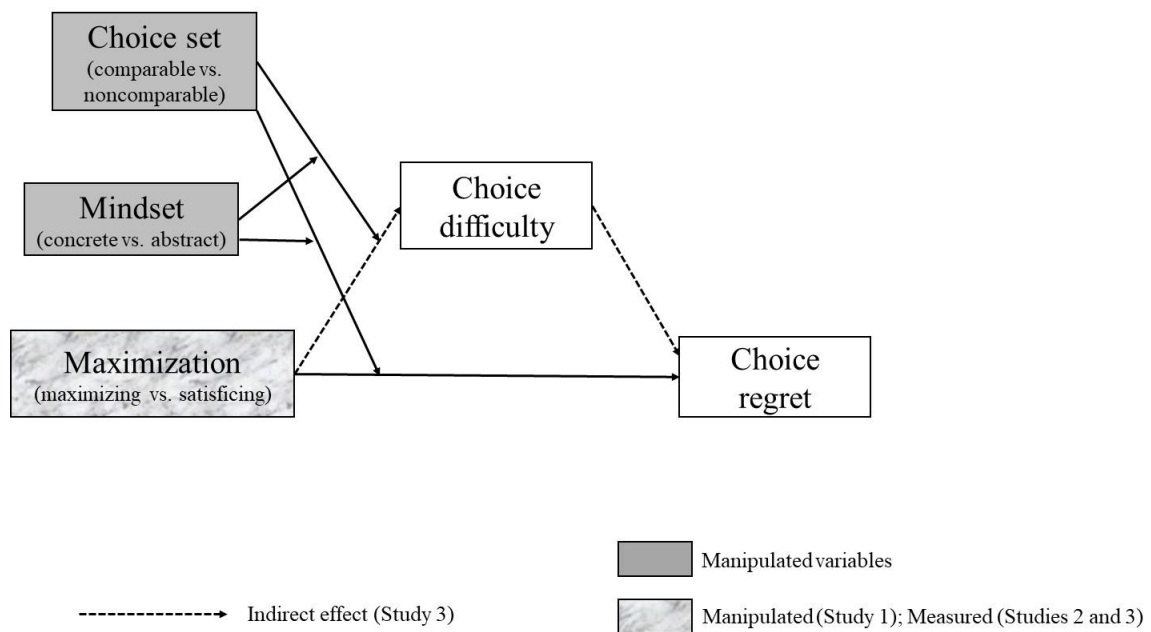 Choice set
(comparable vs.
noncomparable)
Mindset
(concrete vs. abstract)
Maximization
(maximizing vs. satisficing)
Choice
difficulty
Choice
regret
Manipulated variables
Indirect effect (Study 3)
Manipulated (Study 1); Measured (Studies 2 and 3)